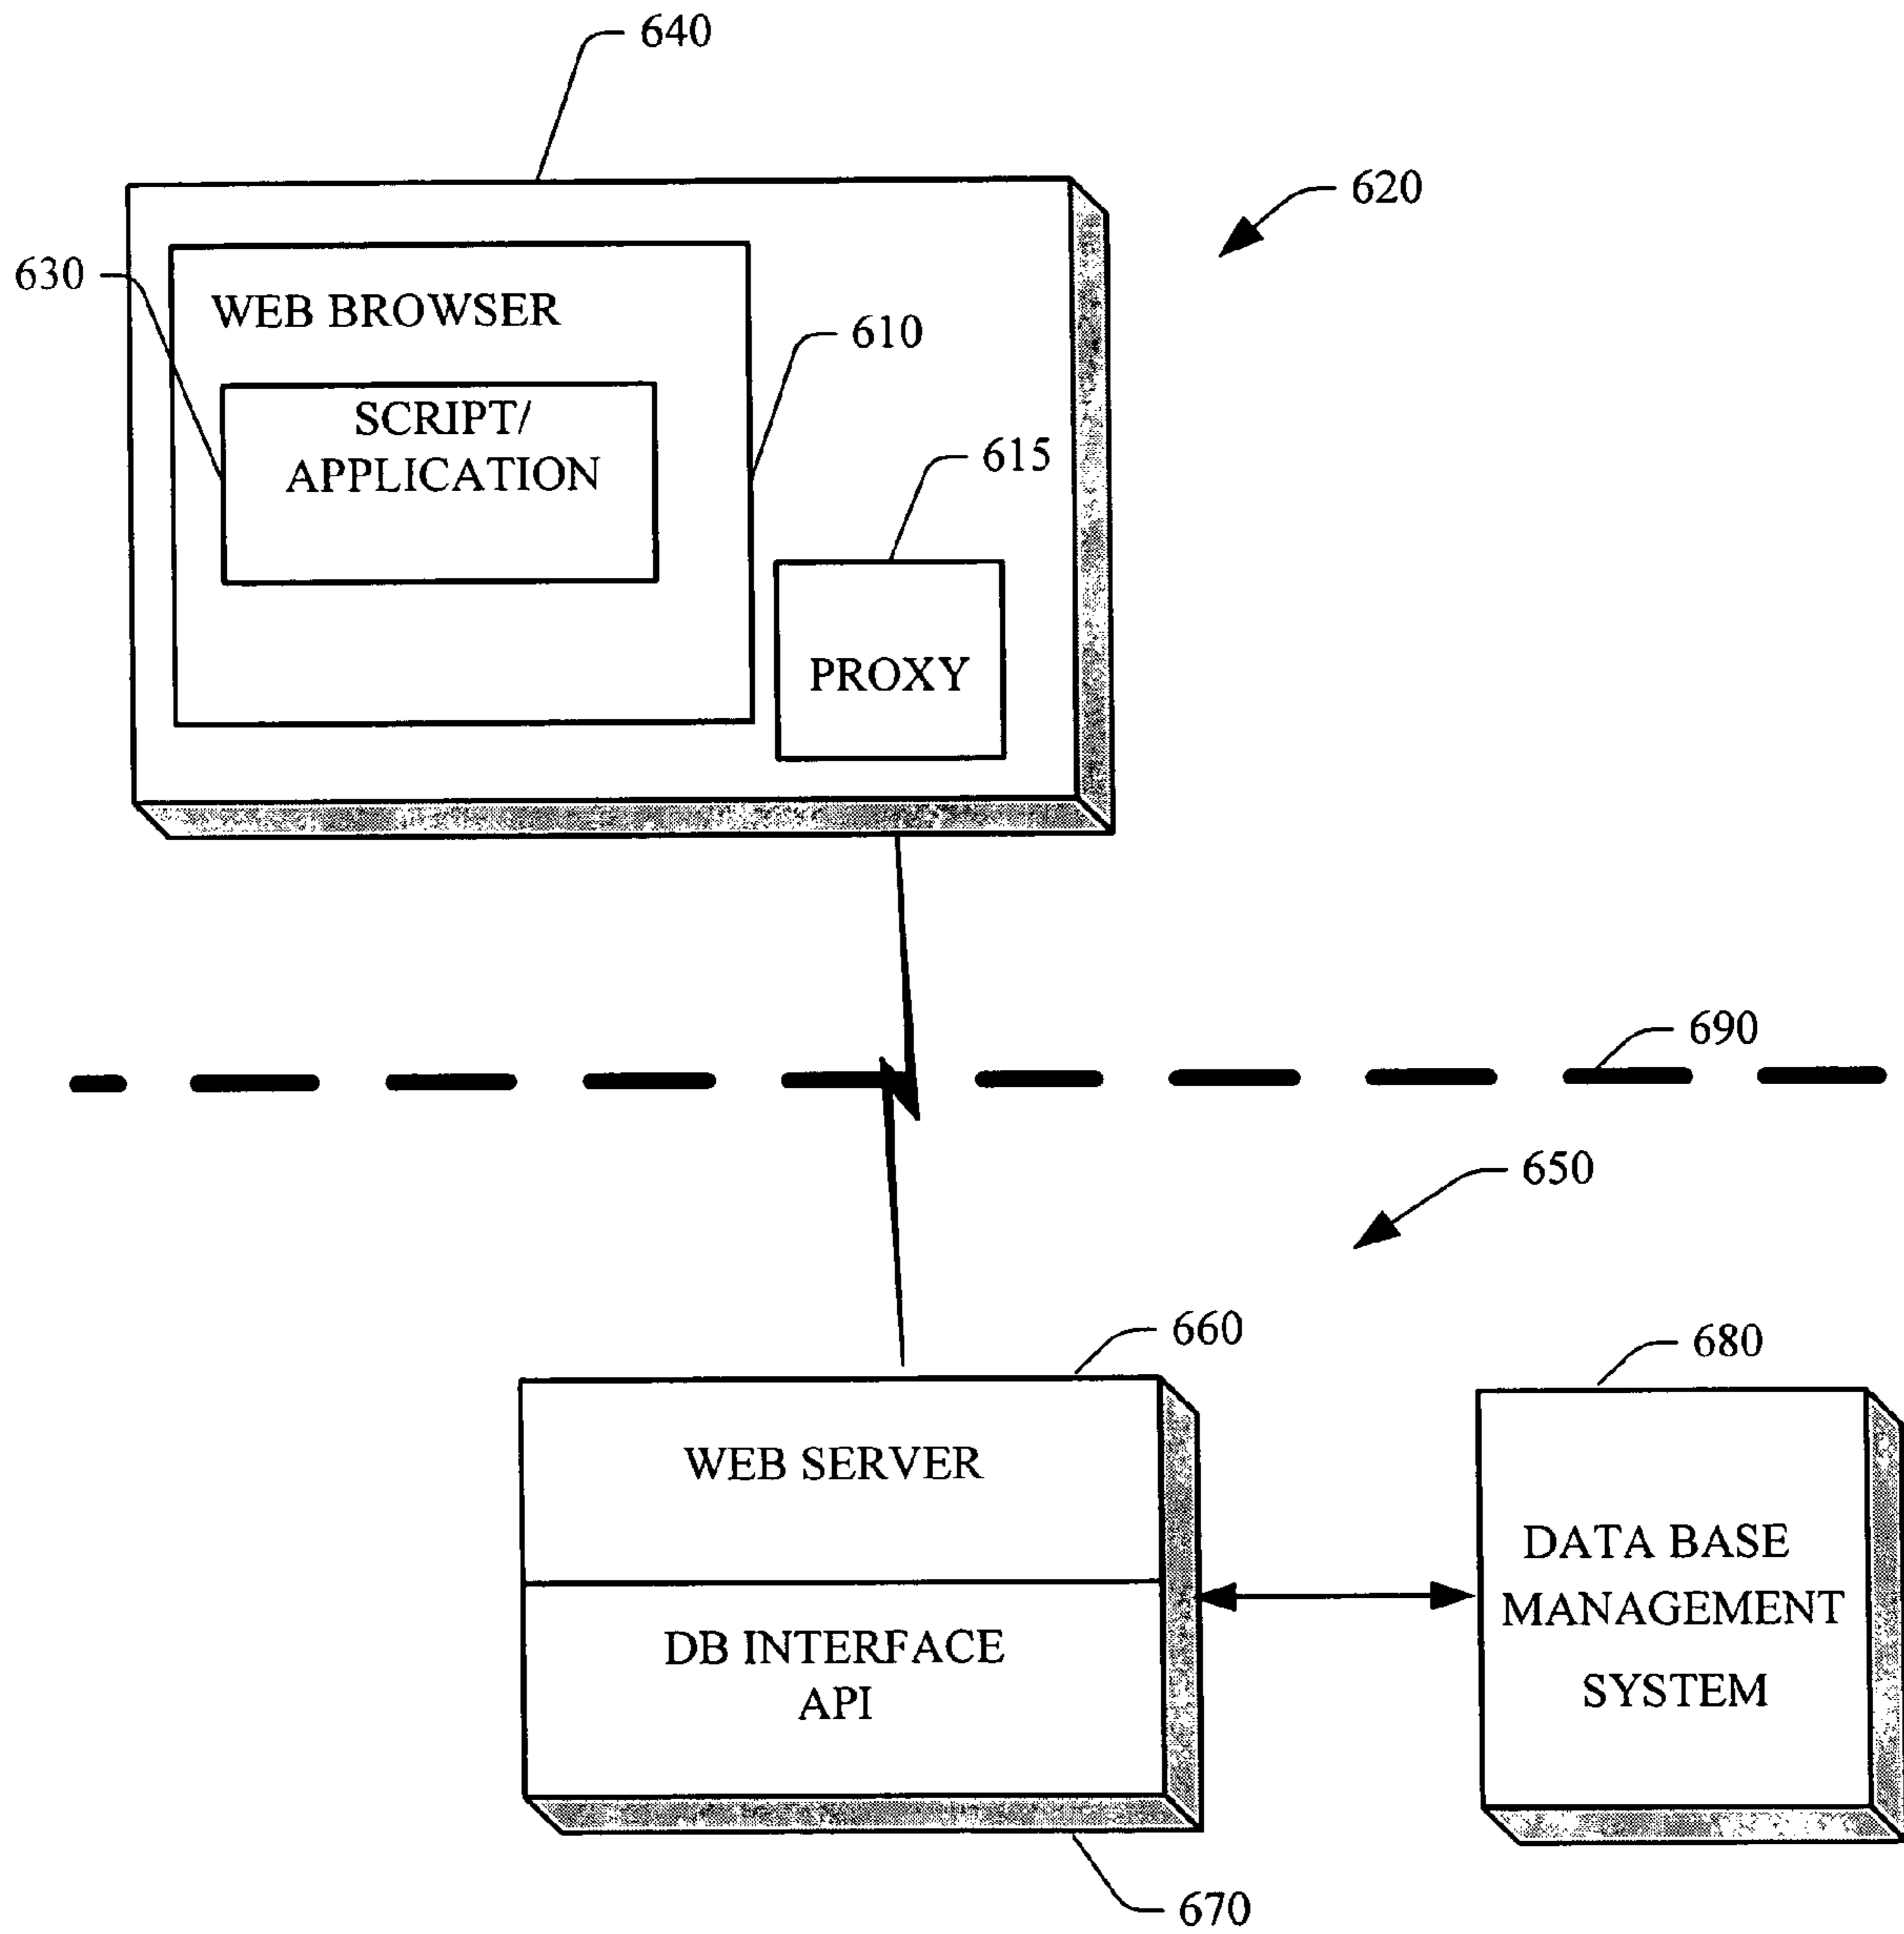 640
620
630
WEB BROWSER
610
SCRIPT/
APPLICATION
615
PROXY
690
650
660
680
WEB SERVER
DB INTERFACE
API
DATA BASE
MANAGEMENT
SYSTEM
670